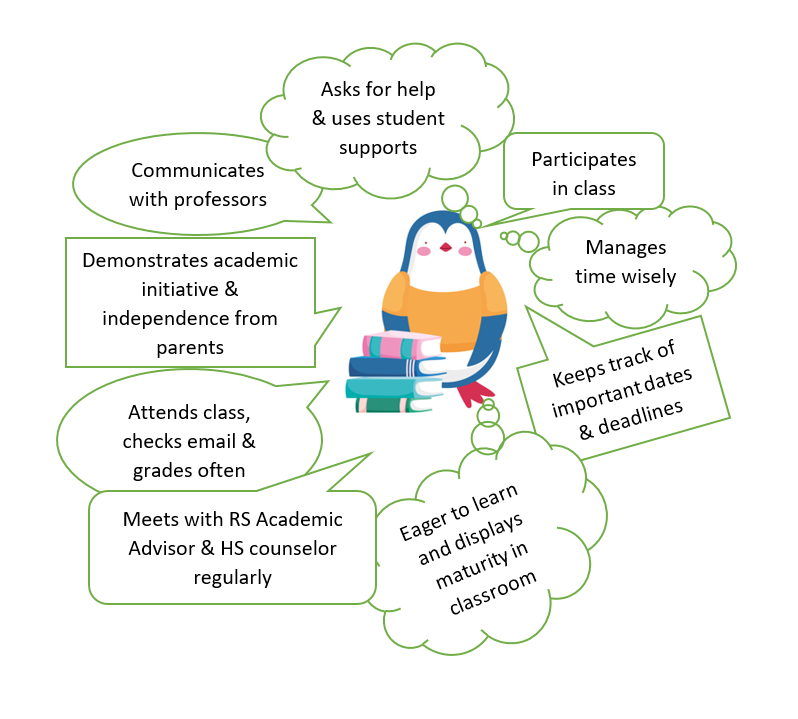 Asks for help
& uses student
supports
Communicates
with professors
Participates
in class
Manages
time wisely
Demonstrates academic
initiative &
independence from
parents
Keeps track of
important dates
& deadlines
Attends class,
checks email &
grades often
Meets with RS Academic
Advisor & HS counselor
regularly
Eager to learn
and displays
maturity in
classroom